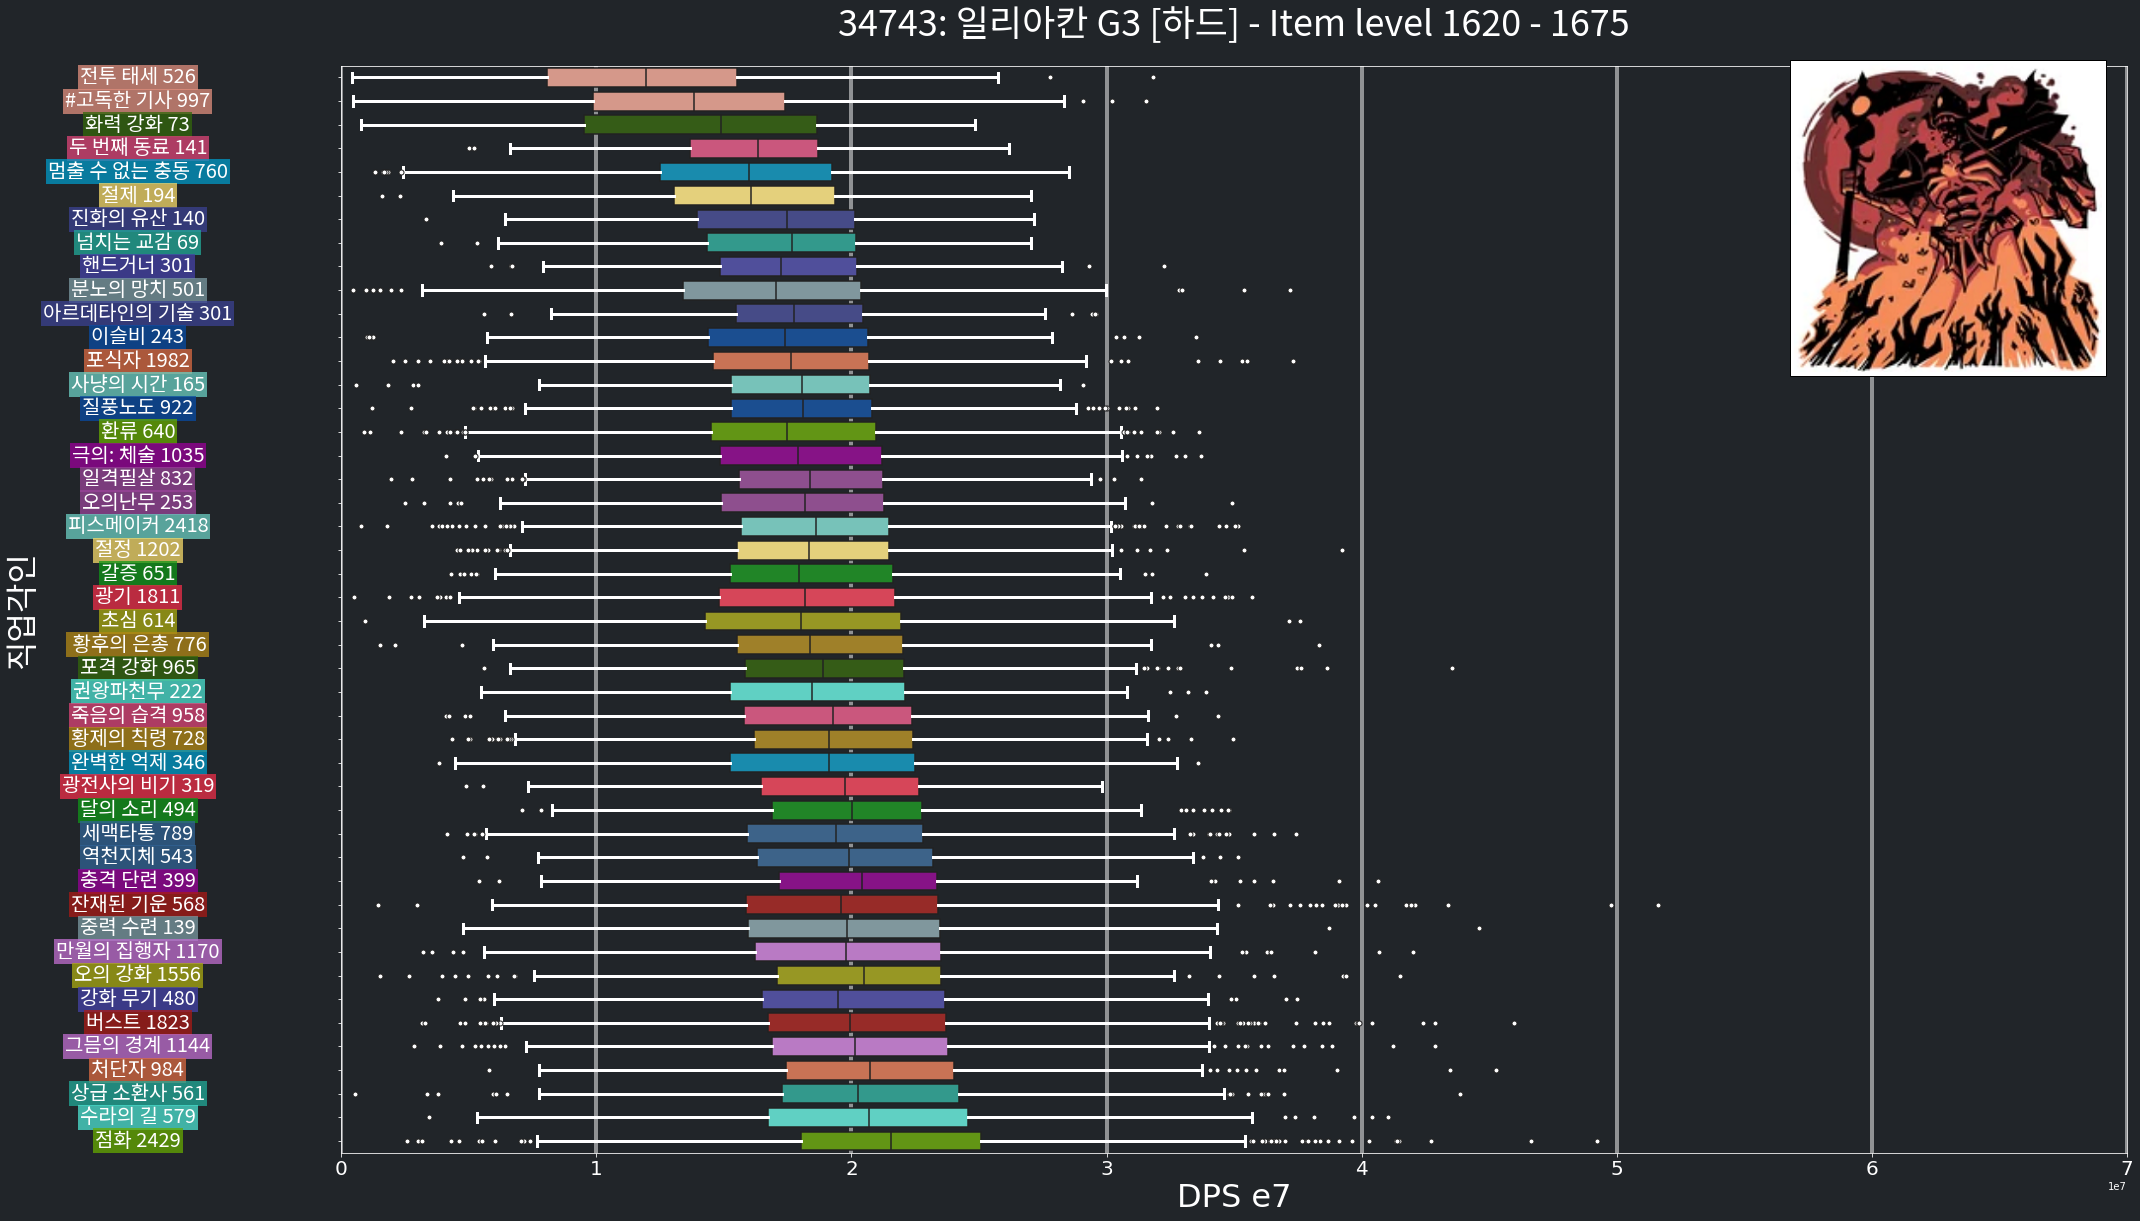 34743: 일리아칸 G3 [하드] - Item level 1620 - 1675
직업각인
전투 태세 526
#고독한 기사 997
화력 강화 73
두 번째 동료 141
멈출 수 없는 충동 760
절제 194
진화의 유산 140
넘치는 교감 69
핸드거너 301
분노의 망치 501
아르데타인의 기술 301
이슬비 243
포식자 1982
사냥의 시간 165
질풍노도 922
환류 640
극의: 체술 1035
일격필살 832
오의난무 253
피스메이커 2418
절정 1202
갈증 651
광기 1811
초심 614
황후의 은총 776
포격 강화 965
권왕파천무 222
죽음의 습격 958
황제의 칙령 728
완벽한 억제 346
광전사의 비기 319
달의 소리 494
세맥타통 789
역천지체 543
충격 단련 399
잔재된 기운 568
중력 수련 139
만월의 집행자 1170
오의 강화 1556
강화 무기 480
버스트 1823
그믐의 경계 1144
처단자 984
상급 소환사 561
수라의 길 579
점화 2429
0 1 2 3 4 5 6 7
DPS e7
1e7